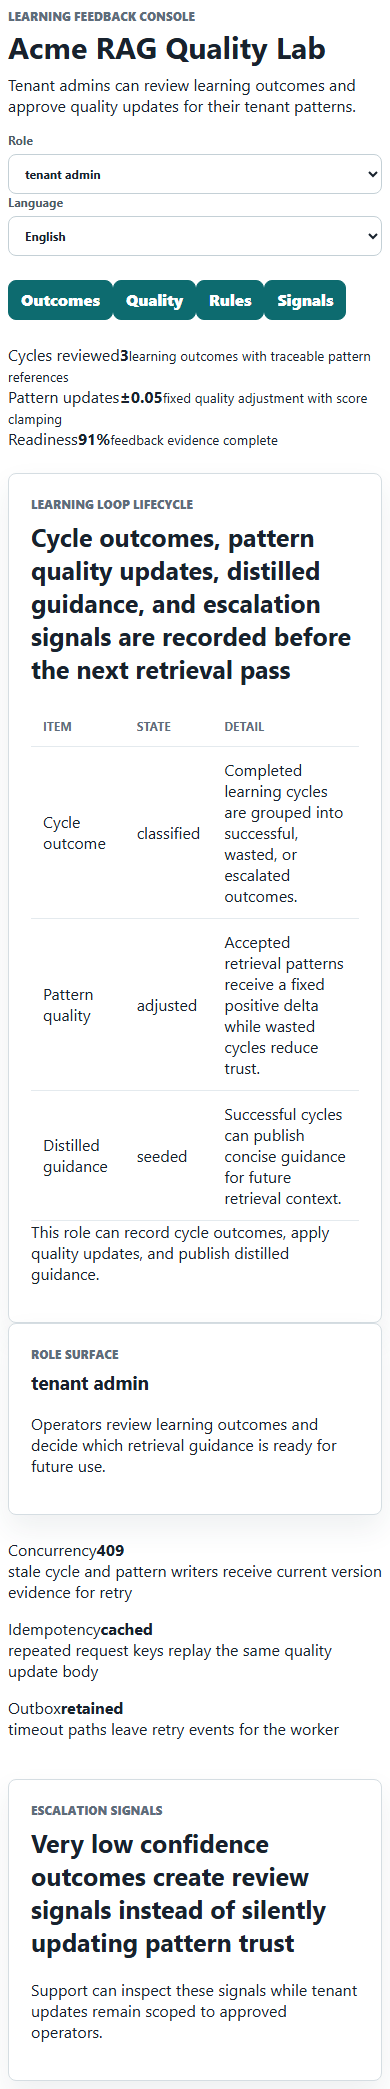 LEARNING FEEDBACK CONSOLE
Acme RAG Quality Lab
Tenant admins can review learning outcomes and
approve quality updates for their tenant patterns.
Role
tenant admin
Language
English
Outcomes Quality Rules Signals
Cycles reviewed3learning outcomes with traceable pattern
references
Pattern updates±0.05fixed quality adjustment with score
clamping
Readiness91%feedback evidence complete
LEARNING LOOP LIFECYCLE
Cycle outcomes, pattern
quality updates, distilled
guidance, and escalation
signals are recorded before
the next retrieval pass
ITEM STATE DETAIL
Cycle
outcome
classified
Completed
learning cycles
are grouped into
successful,
wasted, or
escalated
outcomes.
Pattern
quality
adjusted
Accepted
retrieval patterns
receive a fixed
positive delta
while wasted
cycles reduce
trust.
Distilled
guidance
seeded
Successful cycles
can publish
concise guidance
for future
retrieval context.
This role can record cycle outcomes, apply
quality updates, and publish distilled
guidance.
ROLE SURFACE
tenant admin
Operators review learning outcomes and
decide which retrieval guidance is ready for
future use.
Concurrency409
stale cycle and pattern writers receive current version
evidence for retry
Idempotencycached
repeated request keys replay the same quality
update body
Outboxretained
timeout paths leave retry events for the worker
ESCALATION SIGNALS
Very low confidence
outcomes create review
signals instead of silently
updating pattern trust
Support can inspect these signals while tenant
updates remain scoped to approved
operators.